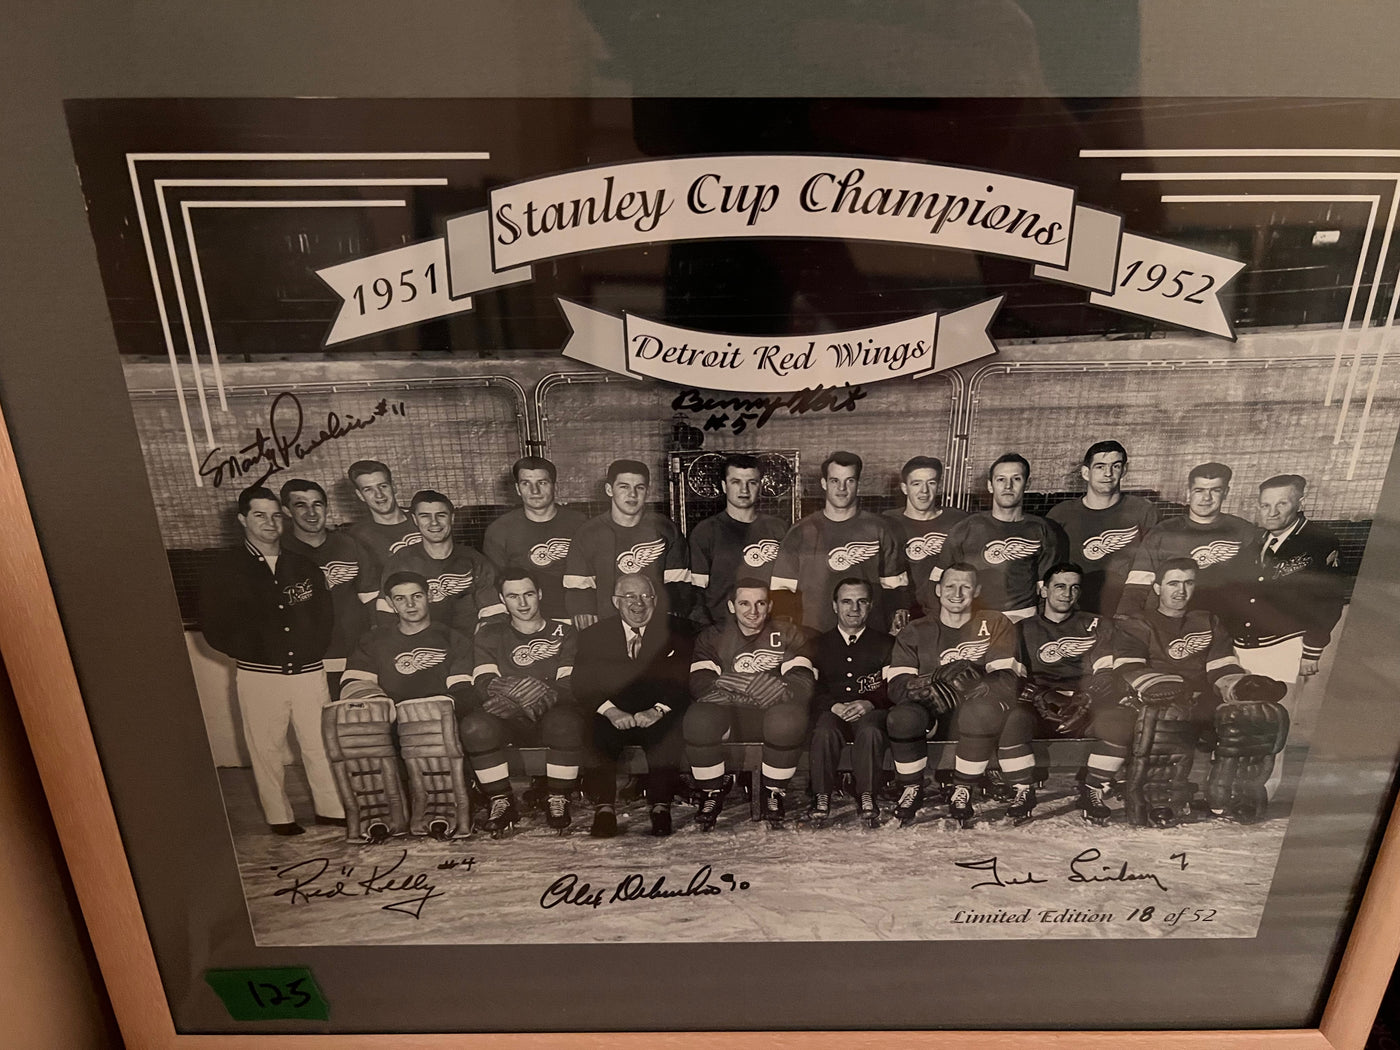 Stanley Cup Champions
1951
1952
Detroit Red Wings
Benny Woit
#5
Marty Pavelich #11
"Red" Kelly #4
Alex Delvecchio 90
Ted Lindsay 7
Limited Edition 18 of 52
125
C
A
A
A